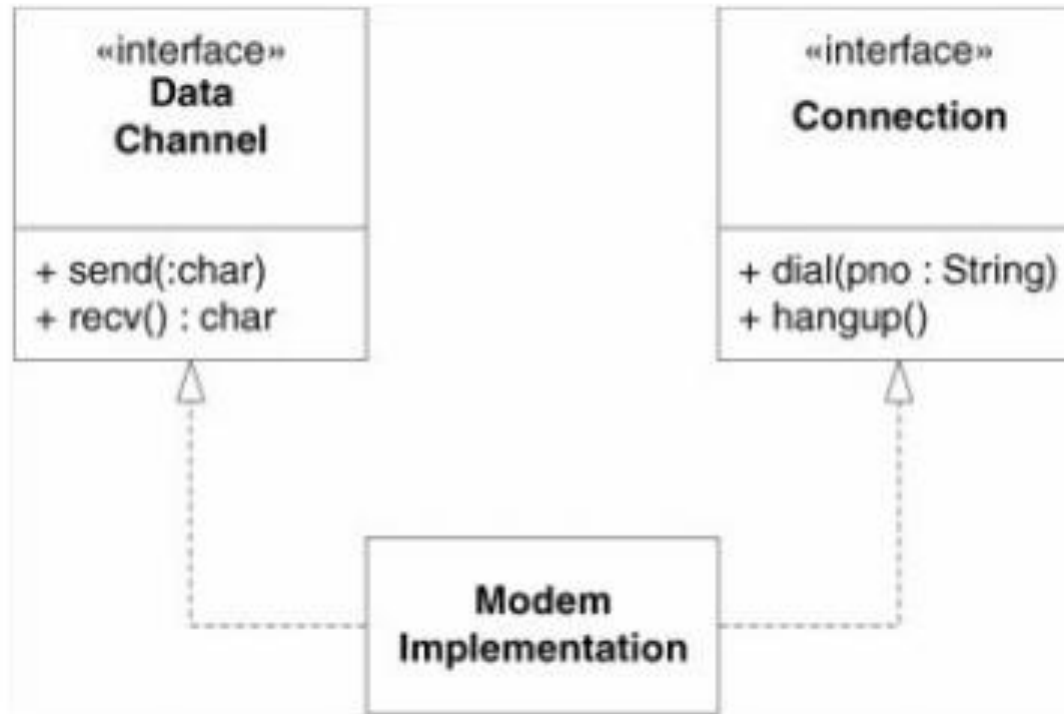 «interface»
Data
Channel
+ send(:char)
+ recv() : char
«interface»
Connection
+ dial(pno : String)
+ hangup()
Modem
Implementation